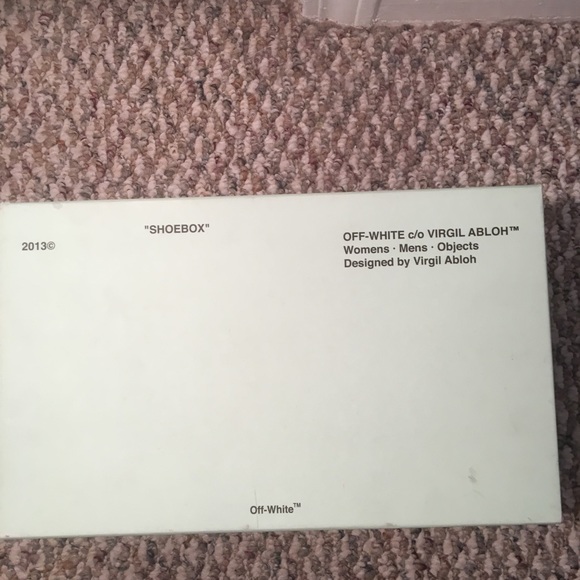 "SHOEBOX"
2013©
OFF-WHITE c/o VIRGIL ABLOH™
Womens · Mens · Objects
Designed by Virgil Abloh
Off-White™